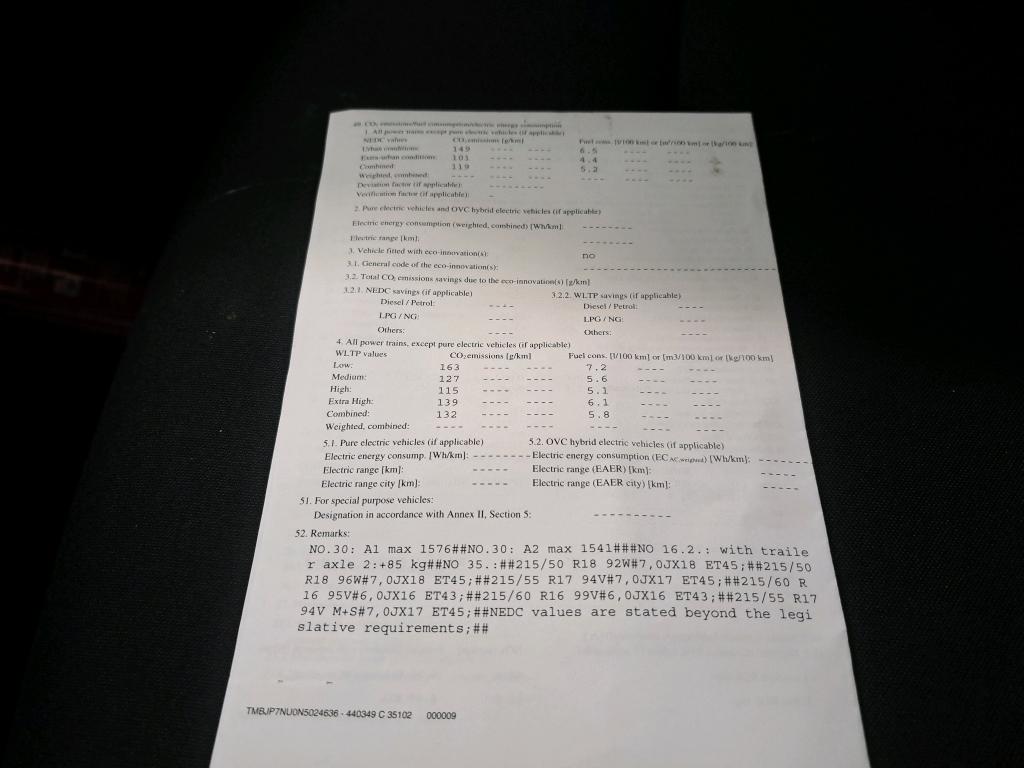 49. CO₂ emissions/fuel consumption/electric energy consumption
1. All power trains except pure electric vehicles (if applicable)
NEDC values CO₂ emissions [g/km] Fuel cons. [l/100 km] or [m³/100 km] or [kg/100 km]
Urban conditions: 149 ---- ---- 6.5 ---- ----
Extra-urban conditions: 101 ---- ---- 4.4 ---- ----
Combined: 119 ---- ---- 5.2 ---- ----
Weighted, combined: ---- ---- ---- ---- ---- ----
Deviation factor (if applicable): ---------
Verification factor (if applicable): -
2. Pure electric vehicles and OVC hybrid electric vehicles (if applicable)
Electric energy consumption (weighted, combined) [Wh/km]: --------
Electric range [km]: --------
3. Vehicle fitted with eco-innovation(s): no
3.1. General code of the eco-innovation(s): ------------------------------
3.2. Total CO₂ emissions savings due to the eco-innovation(s) [g/km]
3.2.1. NEDC savings (if applicable) 3.2.2. WLTP savings (if applicable)
Diesel / Petrol: ---- Diesel / Petrol: ----
LPG / NG: ---- LPG / NG: ----
Others: ---- Others: ----
4. All power trains, except pure electric vehicles (if applicable)
WLTP values CO₂ emissions [g/km] Fuel cons. [l/100 km] or [m3/100 km] or [kg/100 km]
Low: 163 ---- ---- 7.2 ---- ----
Medium: 127 ---- ---- 5.6 ---- ----
High: 115 ---- ---- 5.1 ---- ----
Extra High: 139 ---- ---- 6.1 ---- ----
Combined: 132 ---- ---- 5.8 ---- ----
Weighted, combined: ---- ---- ---- ---- ---- ----
5.1. Pure electric vehicles (if applicable) 5.2. OVC hybrid electric vehicles (if applicable)
Electric energy consump. [Wh/km]: -------- Electric energy consumption (EC AC,weighted) [Wh/km]: --------
Electric range [km]: ----- Electric range (EAER) [km]: -----
Electric range city [km]: ----- Electric range (EAER city) [km]: -----
51. For special purpose vehicles:
Designation in accordance with Annex II, Section 5: ----------
52. Remarks:
NO.30: A1 max 1576##NO.30: A2 max 1541###NO 16.2.: with traile
r axle 2:+85 kg##NO 35.:##215/50 R18 92W#7,0JX18 ET45;##215/50
R18 96W#7,0JX18 ET45;##215/55 R17 94V#7,0JX17 ET45;##215/60 R
16 95V#6,0JX16 ET43;##215/60 R16 99V#6,0JX16 ET43;##215/55 R17
94V M+S#7,0JX17 ET45;##NEDC values are stated beyond the legi
slative requirements;##
TMBJP7NU0N5024636 - 440349 C 35102 000009